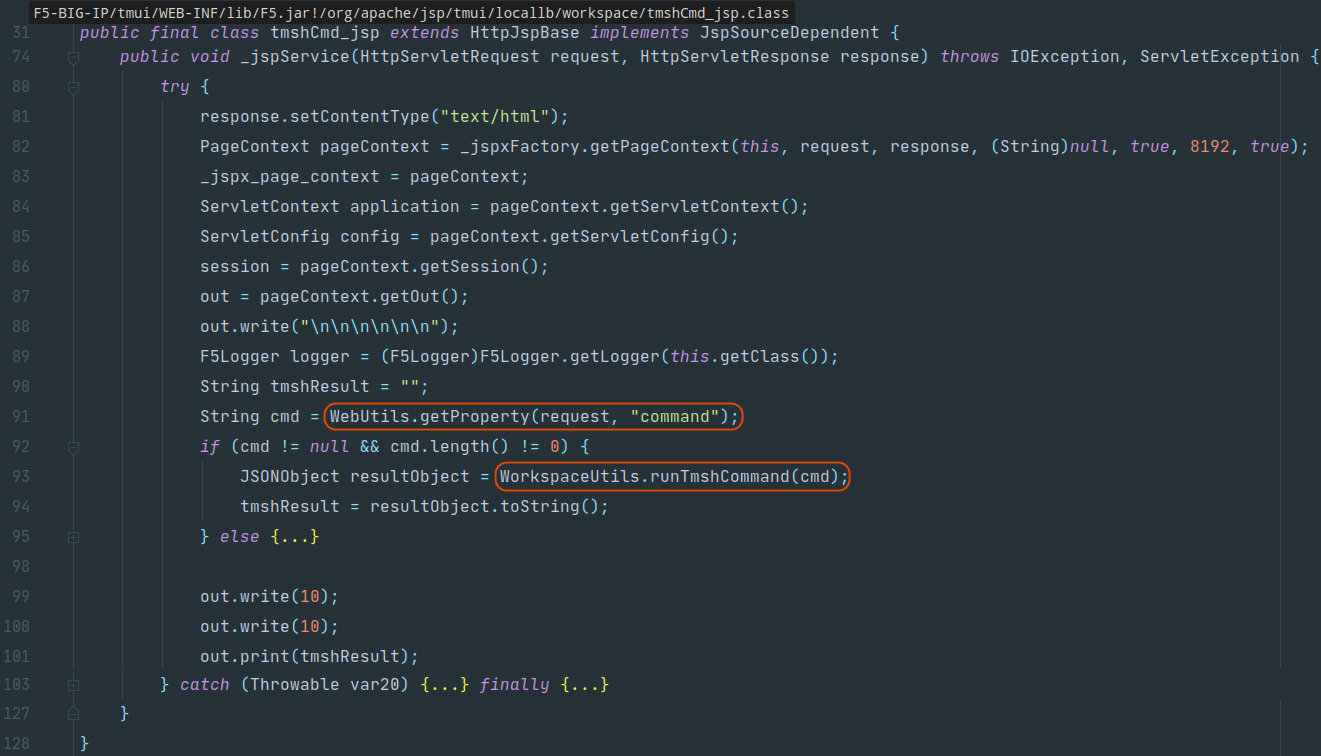 F5-BIG-IP/tmui/WEB-INF/lib/F5.jar!/org/apache/jsp/tmui/locallb/workspace/tmshCmd_jsp.class
31 public final class tmshCmd_jsp extends HttpJspBase implements JspSourceDependent {
74 public void _jspService(HttpServletRequest request, HttpServletResponse response) throws IOException, ServletException {
80 try {
81 response.setContentType("text/html");
82 PageContext pageContext = _jspxFactory.getPageContext(this, request, response, (String)null, true, 8192, true);
83 _jspx_page_context = pageContext;
84 ServletContext application = pageContext.getServletContext();
85 ServletConfig config = pageContext.getServletConfig();
86 session = pageContext.getSession();
87 out = pageContext.getOut();
88 out.write("\n\n\n\n\n\n");
89 F5Logger logger = (F5Logger)F5Logger.getLogger(this.getClass());
90 String tmshResult = "";
91 String cmd = WebUtils.getProperty(request, "command");
92 if (cmd != null && cmd.length() != 0) {
93 JSONObject resultObject = WorkspaceUtils.runTmshCommand(cmd);
94 tmshResult = resultObject.toString();
95 } else {...}
98
99 out.write(10);
100 out.write(10);
101 out.print(tmshResult);
103 } catch (Throwable var20) {...} finally {...}
127 }
128 }